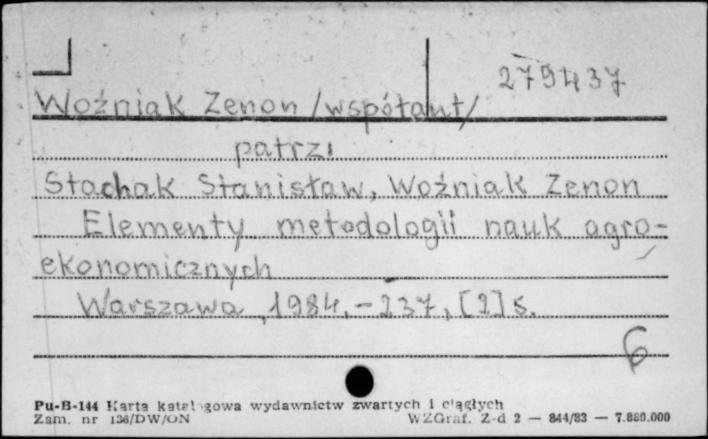 279437
Woźniak Zenon /współaut/
patrz:
Stachak Stanisław, Woźniak Zenon
Elementy metodologii nauk agro-
ekonomicznych
Warszawa, 1984. – 237, [2] s.
6
Pu-B-144 Karta katalogowa wydawnictw zwartych i ciągłych
Zam. nr 136/DW/ON WZGraf. Z-d 2 — 844/83 — 7.880.000